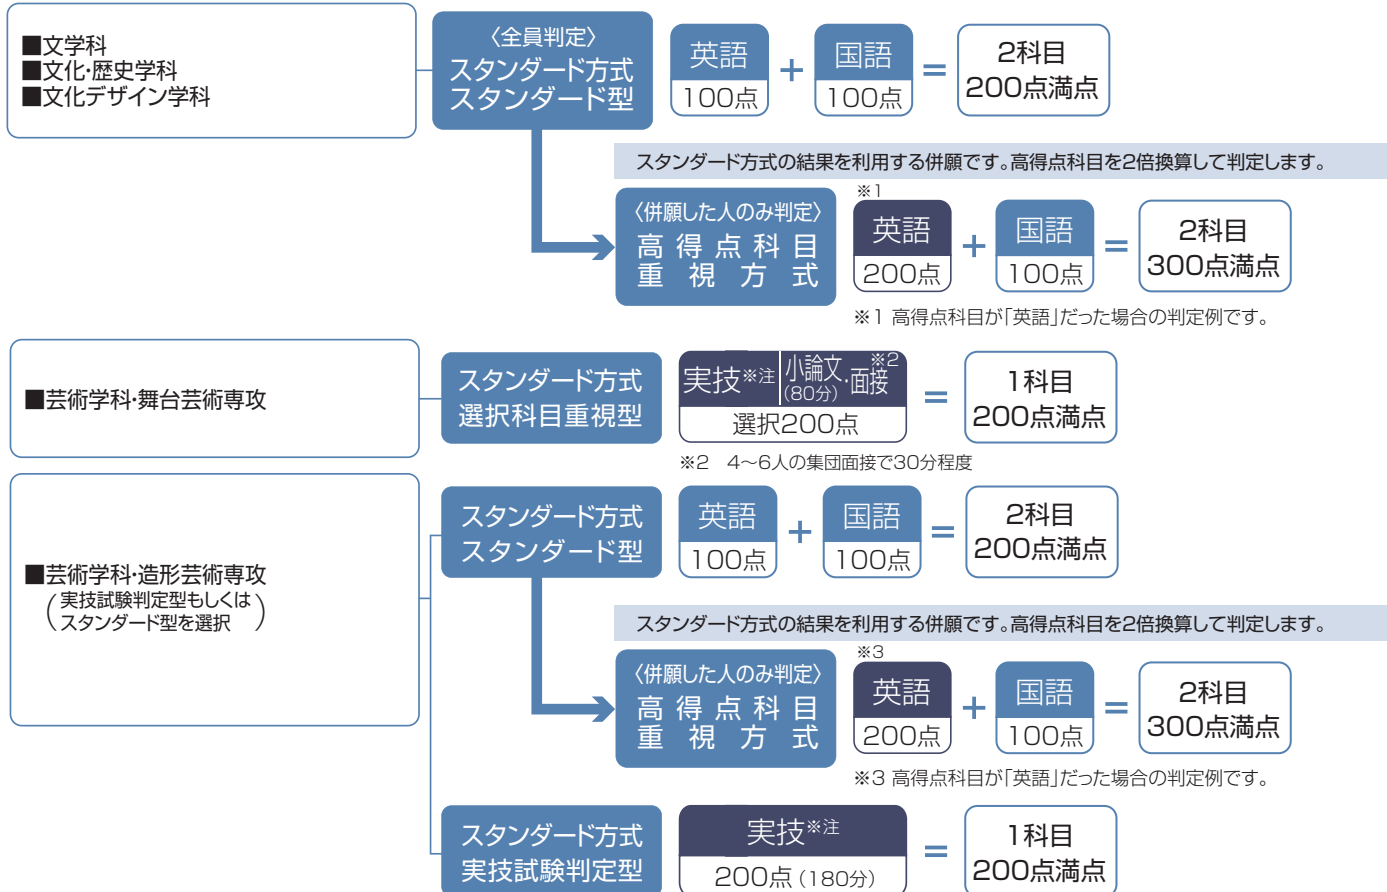 ■文学科
■文化・歴史学科
■文化デザイン学科
〈全員判定〉
スタンダード方式
スタンダード型
英語
100点
+
国語
100点
=
2科目
200点満点
スタンダード方式の結果を利用する併願です。高得点科目を2倍換算して判定します。
〈併願した人のみ判定〉
高得点科目
重視方式
※1
英語
200点
+
国語
100点
=
2科目
300点満点
※1 高得点科目が「英語」だった場合の判定例です。
■芸術学科・舞台芸術専攻
スタンダード方式
選択科目重視型
実技※注
小論文・面接※2
(80分)
選択200点
=
1科目
200点満点
※2 4〜6人の集団面接で30分程度
■芸術学科・造形芸術専攻
(実技試験判定型もしくは
スタンダード型を選択)
スタンダード方式
スタンダード型
英語
100点
+
国語
100点
=
2科目
200点満点
スタンダード方式の結果を利用する併願です。高得点科目を2倍換算して判定します。
〈併願した人のみ判定〉
高得点科目
重視方式
※3
英語
200点
+
国語
100点
=
2科目
300点満点
※3 高得点科目が「英語」だった場合の判定例です。
スタンダード方式
実技試験判定型
実技※注
200点(180分)
=
1科目
200点満点